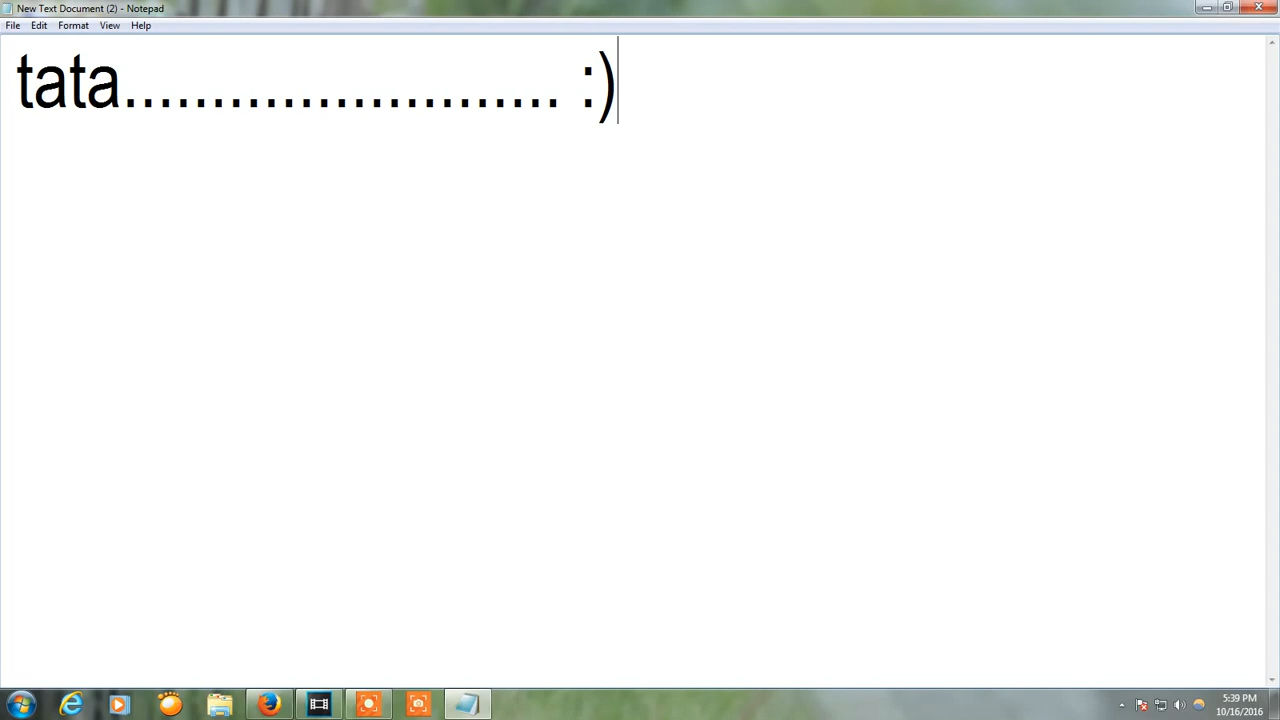 New Text Document (2) - Notepad
File Edit Format View Help
tata......................... :)
5:39 PM
10/16/2016